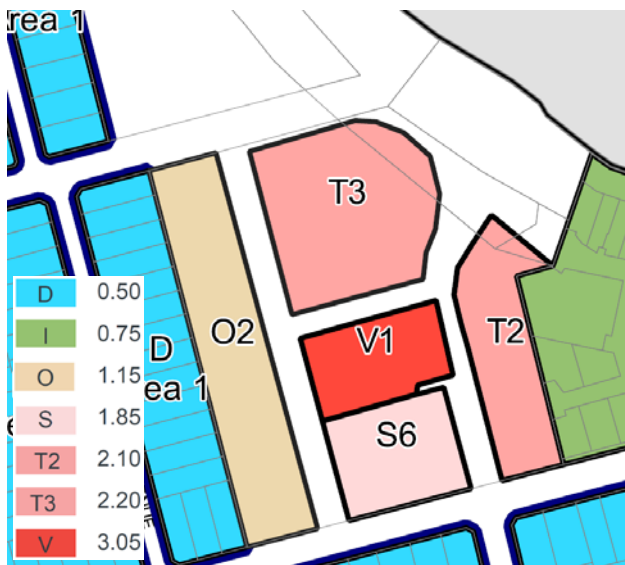 Area 1
T3
O2
V1
T2
D
ea 1
S6
D 0.50
I 0.75
O 1.15
S 1.85
T2 2.10
T3 2.20
V 3.05